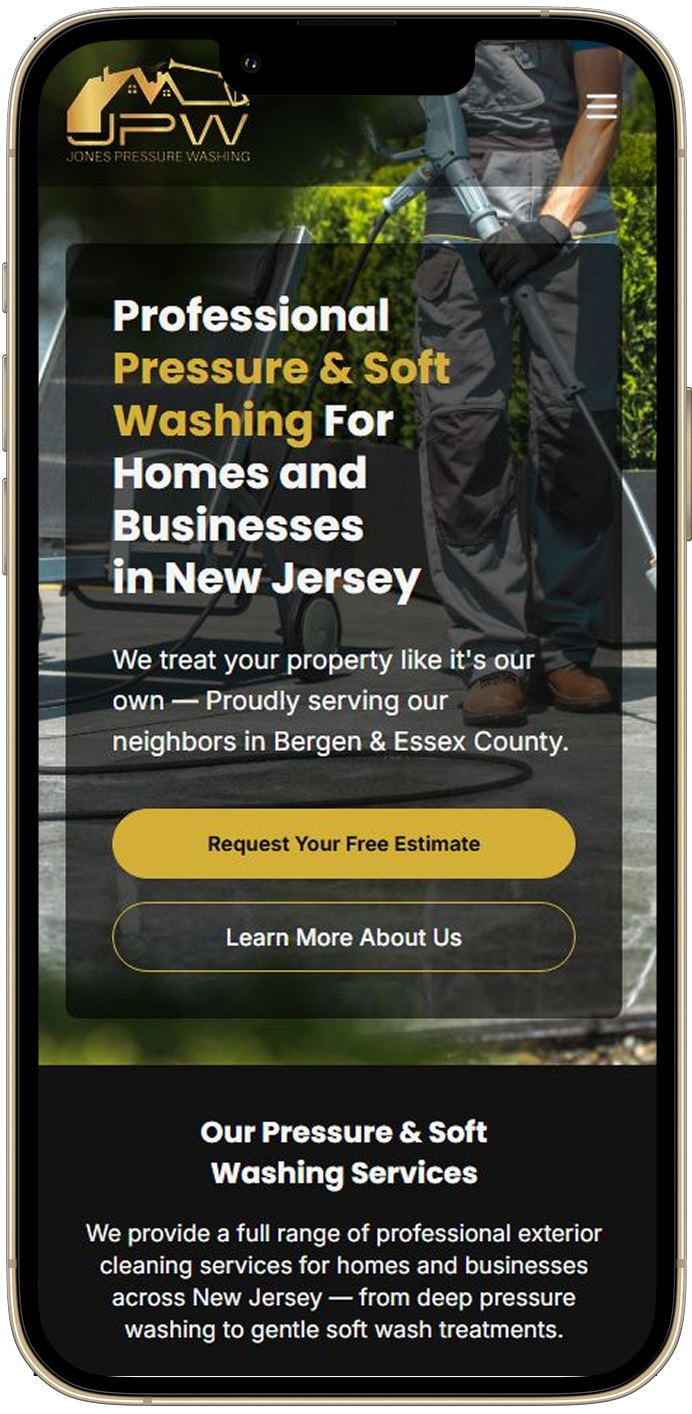 JPW
JONES PRESSURE WASHING
Professional
Pressure & Soft
Washing For
Homes and
Businesses
in New Jersey
We treat your property like it's our
own — Proudly serving our
neighbors in Bergen & Essex County.
Request Your Free Estimate
Learn More About Us
Our Pressure & Soft
Washing Services
We provide a full range of professional exterior
cleaning services for homes and businesses
across New Jersey — from deep pressure
washing to gentle soft wash treatments.